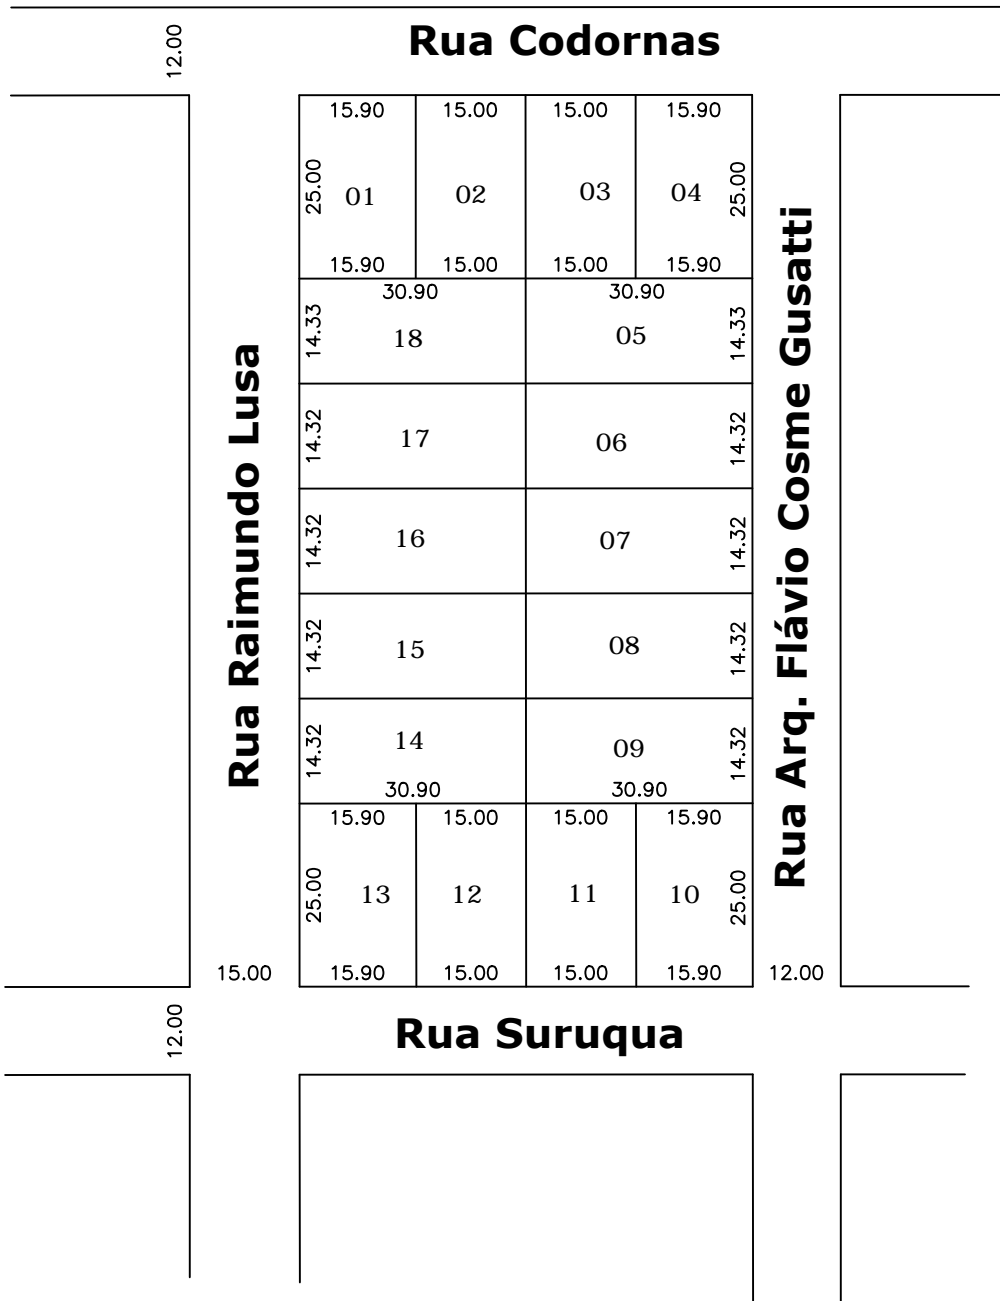 12.00
Rua Codornas
15.90 15.00 15.00 15.90
25.00 01 02 03 04 25.00
15.90 15.00 15.00 15.90
30.90 30.90
14.33 18 05 14.33
14.32 17 06 14.32
14.32 16 07 14.32
14.32 15 08 14.32
14.32 14 09 14.32
30.90 30.90
15.90 15.00 15.00 15.90
25.00 13 12 11 10 25.00
15.00 15.90 15.00 15.00 15.90 12.00
Rua Raimundo Lusa
Rua Arq. Flávio Cosme Gusatti
12.00
Rua Suruqua